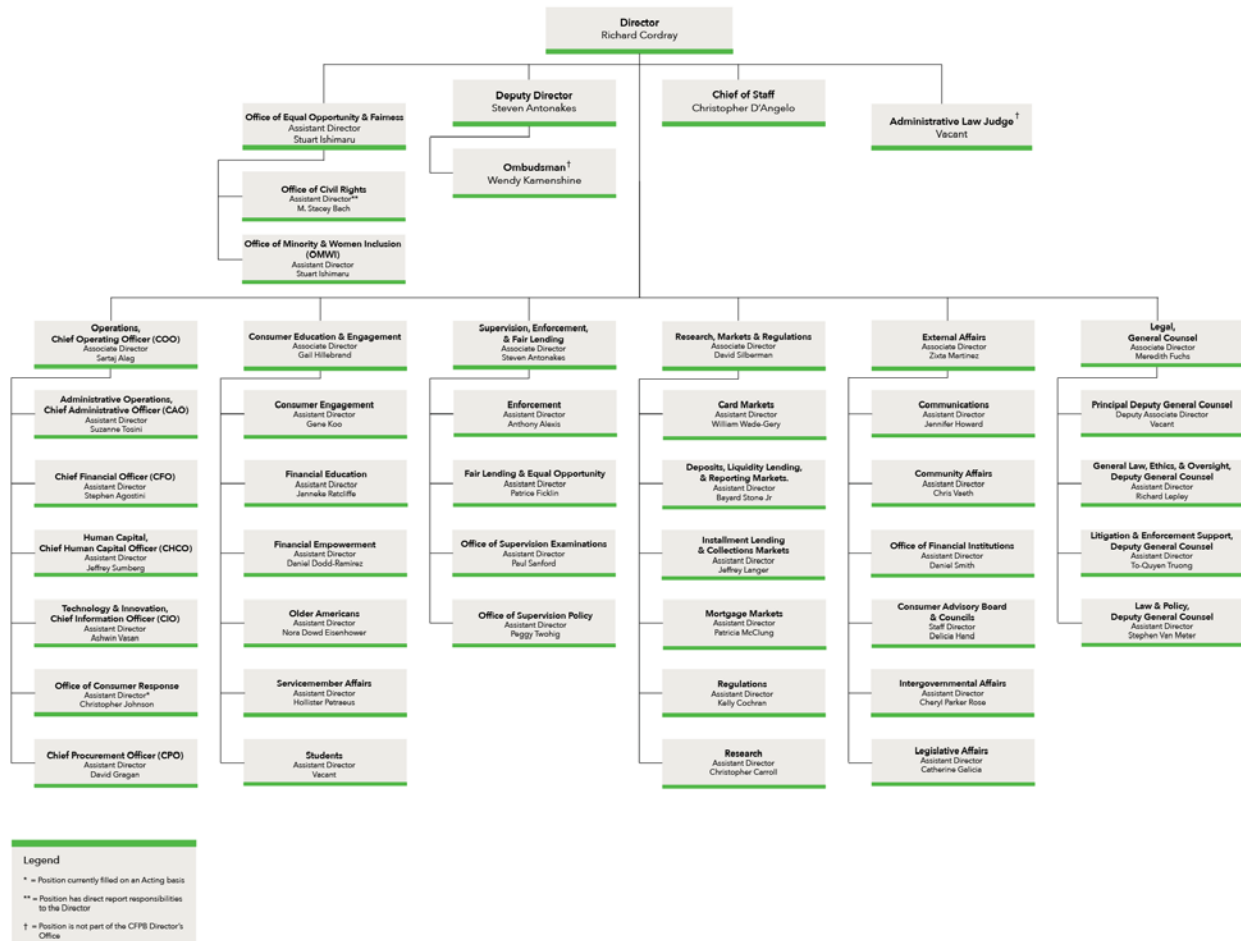 Director
Richard Cordray
Deputy Director
Steven Antonakes
Chief of Staff
Christopher D'Angelo
Office of Equal Opportunity & Fairness
Assistant Director
Stuart Ishimaru
Administrative Law Judge†
Vacant
Ombudsman†
Wendy Kamenshine
Office of Civil Rights
Assistant Director**
M. Stacey Bach
Office of Minority & Women Inclusion
(OMWI)
Assistant Director
Stuart Ishimaru
Operations,
Chief Operating Officer (COO)
Associate Director
Sartaj Alag
Administrative Operations,
Chief Administrative Officer (CAO)
Assistant Director
Suzanne Tosini
Chief Financial Officer (CFO)
Assistant Director
Stephen Agostini
Human Capital,
Chief Human Capital Officer (CHCO)
Assistant Director
Jeffrey Sumberg
Technology & Innovation,
Chief Information Officer (CIO)
Assistant Director
Ashwin Vasan
Office of Consumer Response
Assistant Director*
Christopher Johnson
Chief Procurement Officer (CPO)
Assistant Director
David Gragan
Consumer Education & Engagement
Associate Director
Gail Hillebrand
Consumer Engagement
Assistant Director
Gene Koo
Financial Education
Assistant Director
Janneke Ratcliffe
Financial Empowerment
Assistant Director
Daniel Dodd-Ramirez
Older Americans
Assistant Director
Nora Dowd Eisenhower
Servicemember Affairs
Assistant Director
Hollister Petraeus
Students
Assistant Director
Vacant
Supervision, Enforcement,
& Fair Lending
Associate Director
Steven Antonakes
Enforcement
Assistant Director
Anthony Alexis
Fair Lending & Equal Opportunity
Assistant Director
Patrice Ficklin
Office of Supervision Examinations
Assistant Director
Paul Sanford
Office of Supervision Policy
Assistant Director
Peggy Twohig
Research, Markets & Regulations
Associate Director
David Silberman
Card Markets
Assistant Director
William Wade-Gery
Deposits, Liquidity Lending,
& Reporting Markets.
Assistant Director
Beyard Stone Jr
Installment Lending
& Collections Markets
Assistant Director
Jeffrey Langer
Mortgage Markets
Assistant Director
Patricia McClung
Regulations
Assistant Director
Kelly Cochran
Research
Assistant Director
Christopher Carroll
External Affairs
Associate Director
Zixta Martinez
Communications
Assistant Director
Jennifer Howard
Community Affairs
Assistant Director
Chris Vaeth
Office of Financial Institutions
Assistant Director
Daniel Smith
Consumer Advisory Board
& Councils
Staff Director
Delicia Hand
Intergovernmental Affairs
Assistant Director
Cheryl Parker Rose
Legislative Affairs
Assistant Director
Catherine Galicia
Legal,
General Counsel
Associate Director
Meredith Fuchs
Principal Deputy General Counsel
Deputy Associate Director
Vacant
General Law, Ethics, & Oversight,
Deputy General Counsel
Assistant Director
Richard Lepley
Litigation & Enforcement Support,
Deputy General Counsel
Assistant Director
To-Quyen Truong
Law & Policy,
Deputy General Counsel
Assistant Director
Stephen Van Meter
Legend
* = Position currently filled on an Acting basis
** = Position has direct report responsibilities
to the Director
† = Position is not part of the CFPB Director's
Office